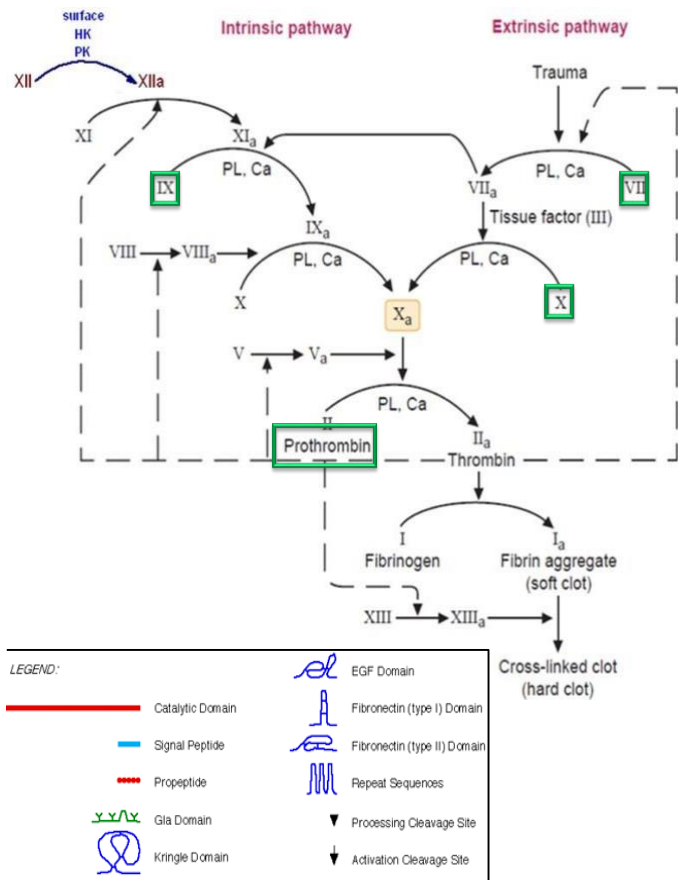 surface
HK
PK
Intrinsic pathway
Extrinsic pathway
XII
XIIa
Trauma
XI
XIa
PL, Ca
PL, Ca
IX
VIIa
VII
Tissue factor (III)
IXa
VIII
VIIIa
PL, Ca
PL, Ca
X
X
Xa
V
Va
PL, Ca
II
IIa
Prothrombin
Thrombin
I
Ia
Fibrinogen
Fibrin aggregate
(soft clot)
XIII
XIIIa
Cross-linked clot
(hard clot)
LEGEND:
Catalytic Domain
Signal Peptide
Propeptide
Gla Domain
Kringle Domain
EGF Domain
Fibronectin (type I) Domain
Fibronectin (type II) Domain
Repeat Sequences
Processing Cleavage Site
Activation Cleavage Site